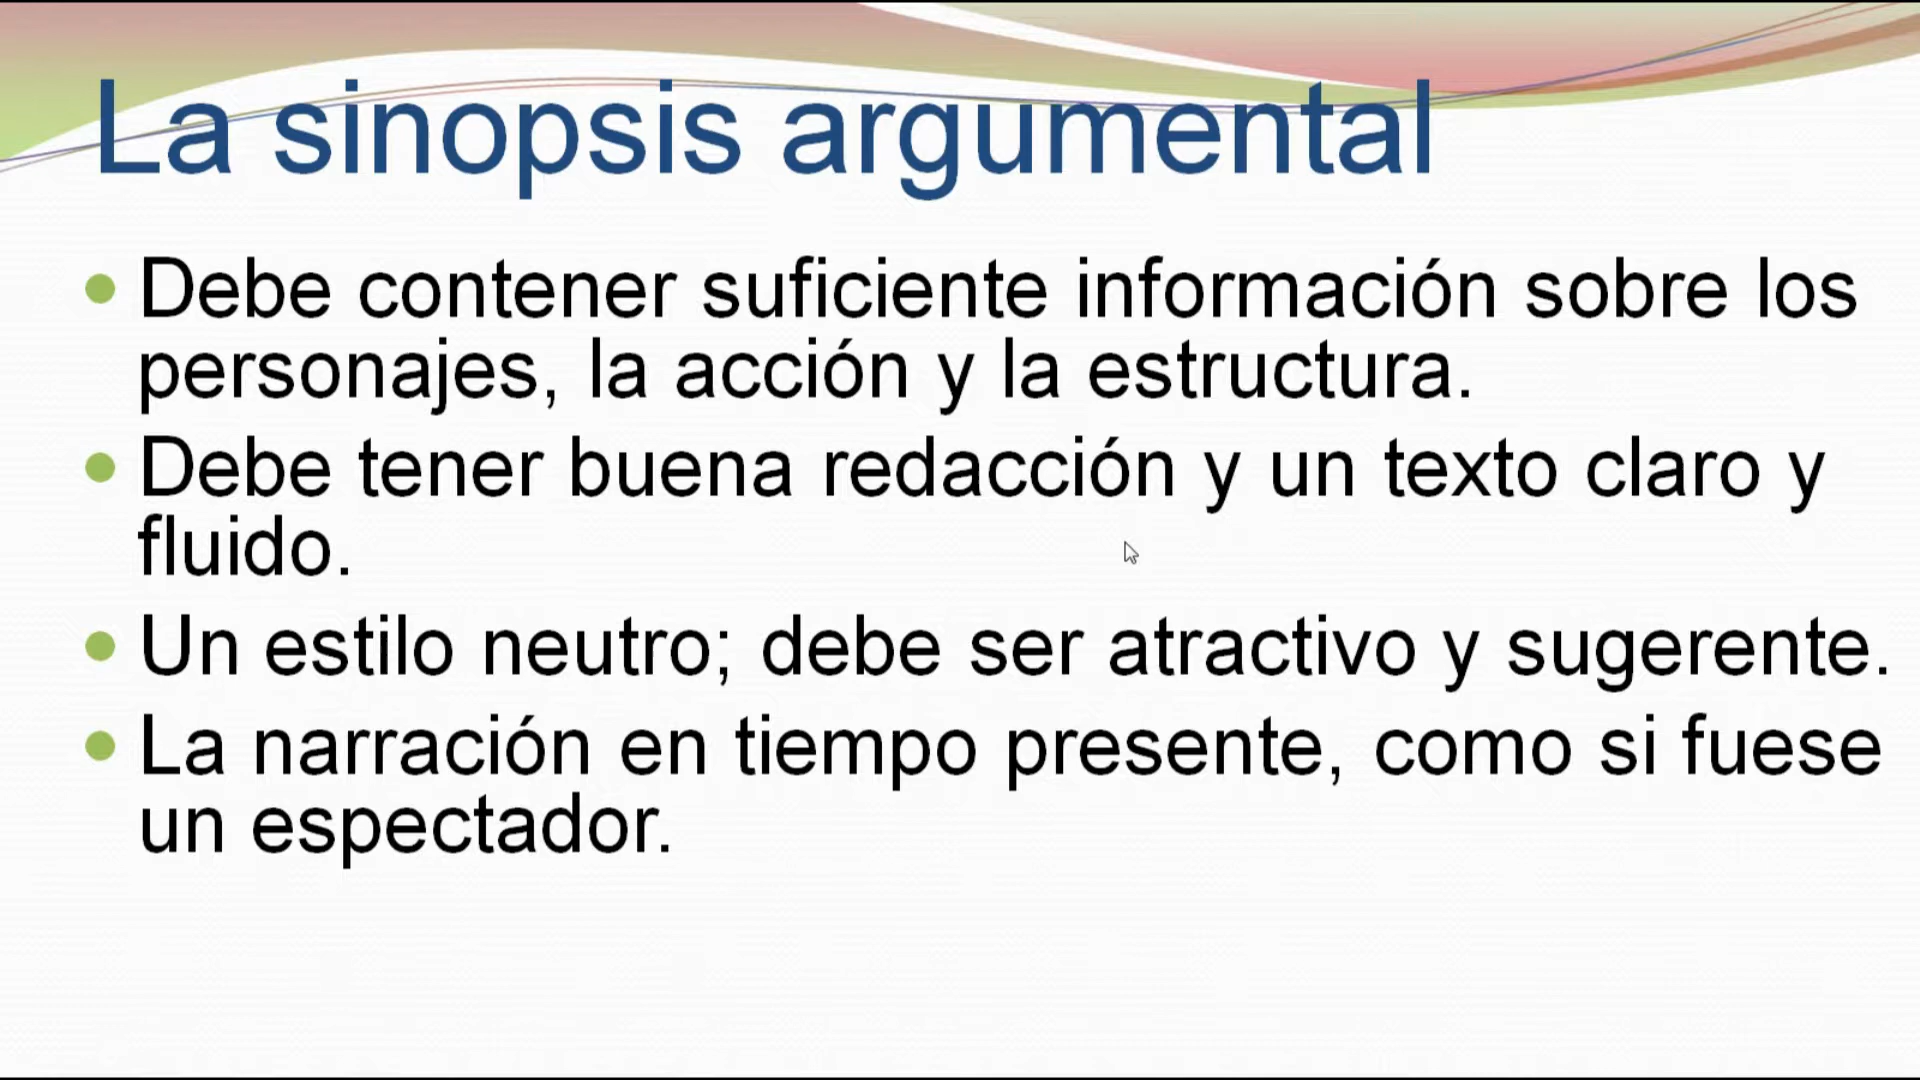 La sinopsis argumental
Debe contener suficiente información sobre los
personajes, la acción y la estructura.
Debe tener buena redacción y un texto claro y
fluido.
Un estilo neutro; debe ser atractivo y sugerente.
La narración en tiempo presente, como si fuese
un espectador.